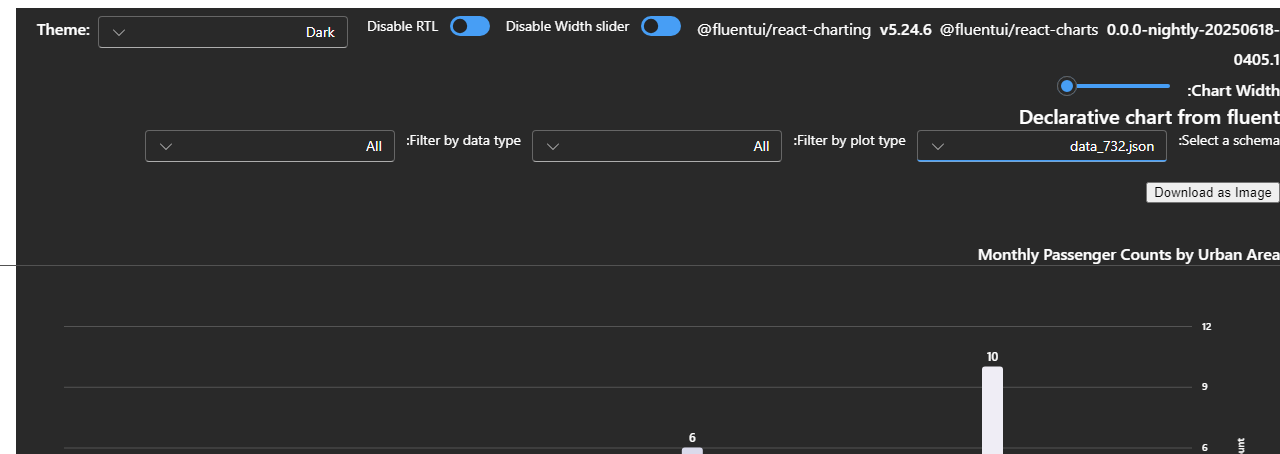 Theme: Dark Disable RTL Disable Width slider @fluentui/react-charting v5.24.6 @fluentui/react-charts 0.0.0-nightly-20250618-
0405.1
:Chart Width
Declarative chart from fluent
All :Filter by data type All :Filter by plot type data_732.json :Select a schema
Download as Image
Monthly Passenger Counts by Urban Area
12
10
9
6
6